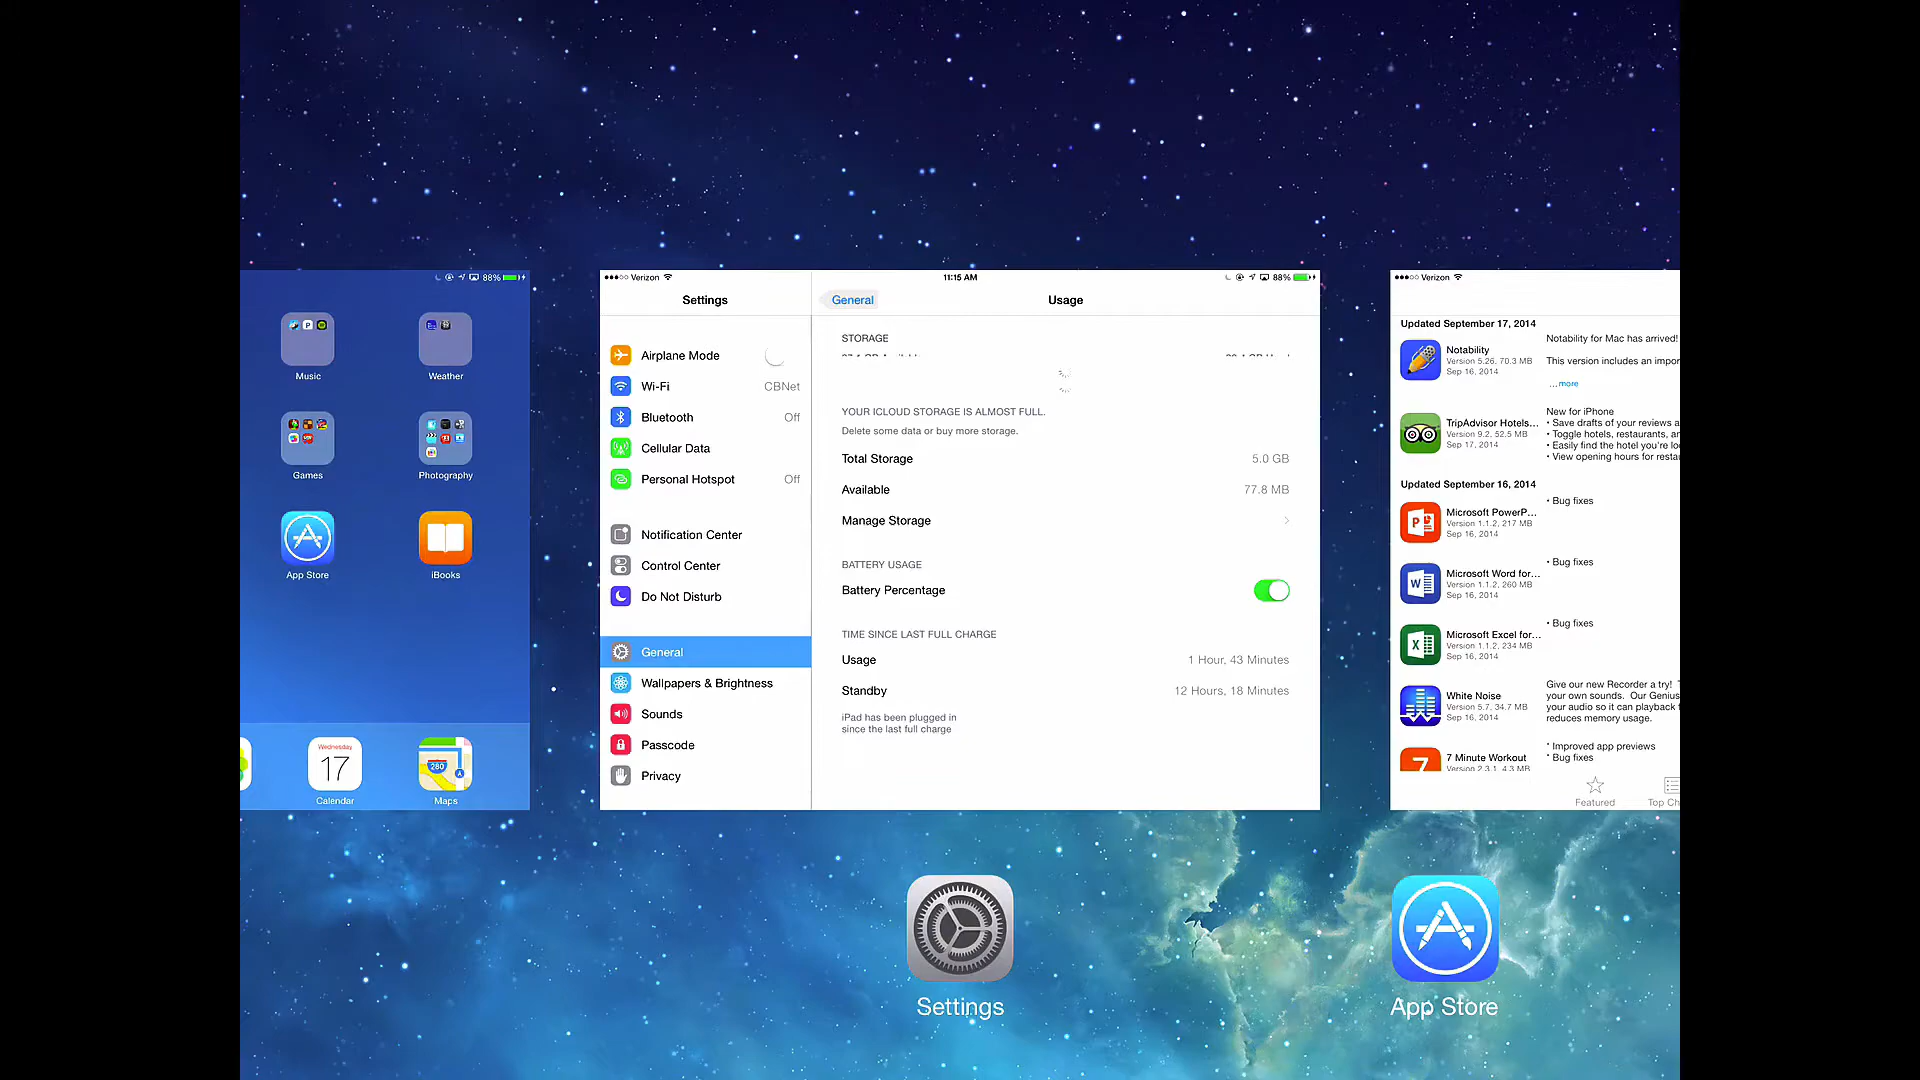 88%
Music
Weather
Games
Photography
App Store
iBooks
Wednesday
17
Calendar
280
Maps
Verizon
11:15 AM
88%
Settings
General
Usage
Airplane Mode
Wi-Fi
CBNet
Bluetooth
Off
Cellular Data
Personal Hotspot
Off
Notification Center
Control Center
Do Not Disturb
General
Wallpapers & Brightness
Sounds
Passcode
Privacy
STORAGE
YOUR ICLOUD STORAGE IS ALMOST FULL.
Delete some data or buy more storage.
Total Storage
5.0 GB
Available
77.8 MB
Manage Storage
BATTERY USAGE
Battery Percentage
TIME SINCE LAST FULL CHARGE
Usage
1 Hour, 43 Minutes
Standby
12 Hours, 18 Minutes
iPad has been plugged in
since the last full charge
Verizon
Updated September 17, 2014
Notability
Version 5.26, 70.3 MB
Sep 16, 2014
Notability for Mac has arrived!
This version includes an impor
...more
TripAdvisor Hotels...
Version 9.2, 52.5 MB
Sep 17, 2014
New for iPhone
• Save drafts of your reviews a
• Toggle hotels, restaurants, an
• Easily find the hotel you're lo
• View opening hours for resta
Updated September 16, 2014
Microsoft PowerP...
Version 1.1.2, 217 MB
Sep 16, 2014
• Bug fixes
Microsoft Word for...
Version 1.1.2, 260 MB
Sep 16, 2014
• Bug fixes
Microsoft Excel for...
Version 1.1.2, 234 MB
Sep 16, 2014
• Bug fixes
White Noise
Version 5.7, 34.7 MB
Sep 16, 2014
Give our new Recorder a try!
your own sounds. Our Genius
your audio so it can playback
reduces memory usage.
7
7 Minute Workout
Version 2.3.1, 4.3 MB
* Improved app previews
* Bug fixes
Featured
Top Ch
Settings
App Store